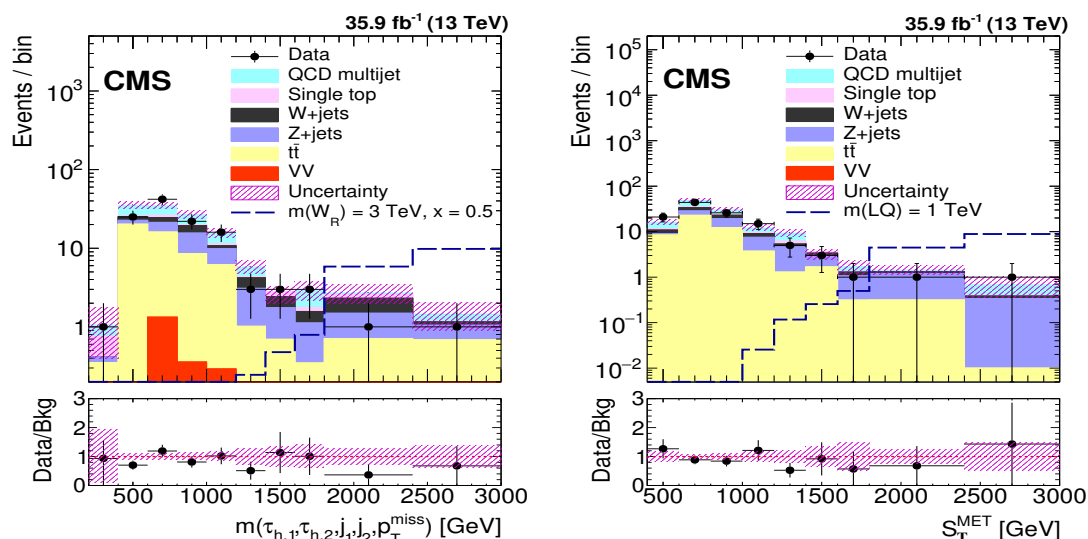 35.9 fb⁻¹ (13 TeV)
Events / bin
CMS
Data
QCD multijet
Single top
W+jets
Z+jets
tt̄
VV
Uncertainty
m(W_R) = 3 TeV, x = 0.5
10³
10²
10
1
Data/Bkg
3
2
1
0
500 1000 1500 2000 2500 3000
m(τ_h,1,τ_h,2,j_1,j_2,p_T^miss) [GeV]
35.9 fb⁻¹ (13 TeV)
Events / bin
CMS
Data
QCD multijet
Single top
W+jets
Z+jets
tt̄
VV
Uncertainty
m(LQ) = 1 TeV
10⁵
10⁴
10³
10²
10
1
10⁻¹
10⁻²
Data/Bkg
3
2
1
0
500 1000 1500 2000 2500 3000
S_T^MET [GeV]